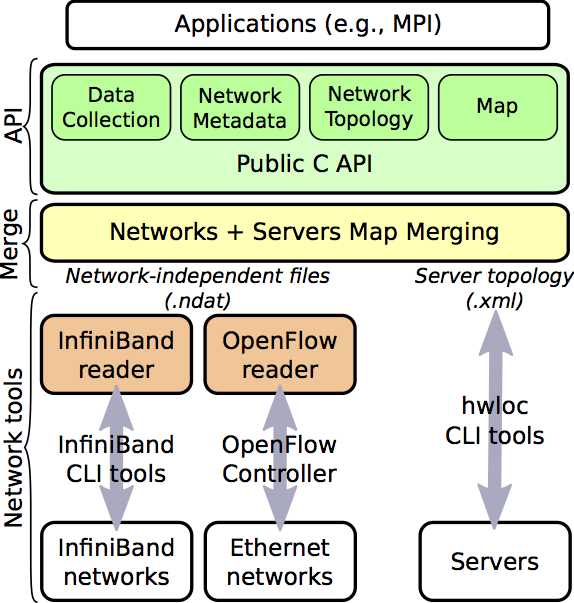 Applications (e.g., MPI)
API
Data
Collection
Network
Metadata
Network
Topology
Map
Public C API
Merge
Networks + Servers Map Merging
Network-independent files
(.ndat)
Server topology
(.xml)
Network tools
InfiniBand
reader
OpenFlow
reader
InfiniBand
CLI tools
OpenFlow
Controller
hwloc
CLI tools
InfiniBand
networks
Ethernet
networks
Servers